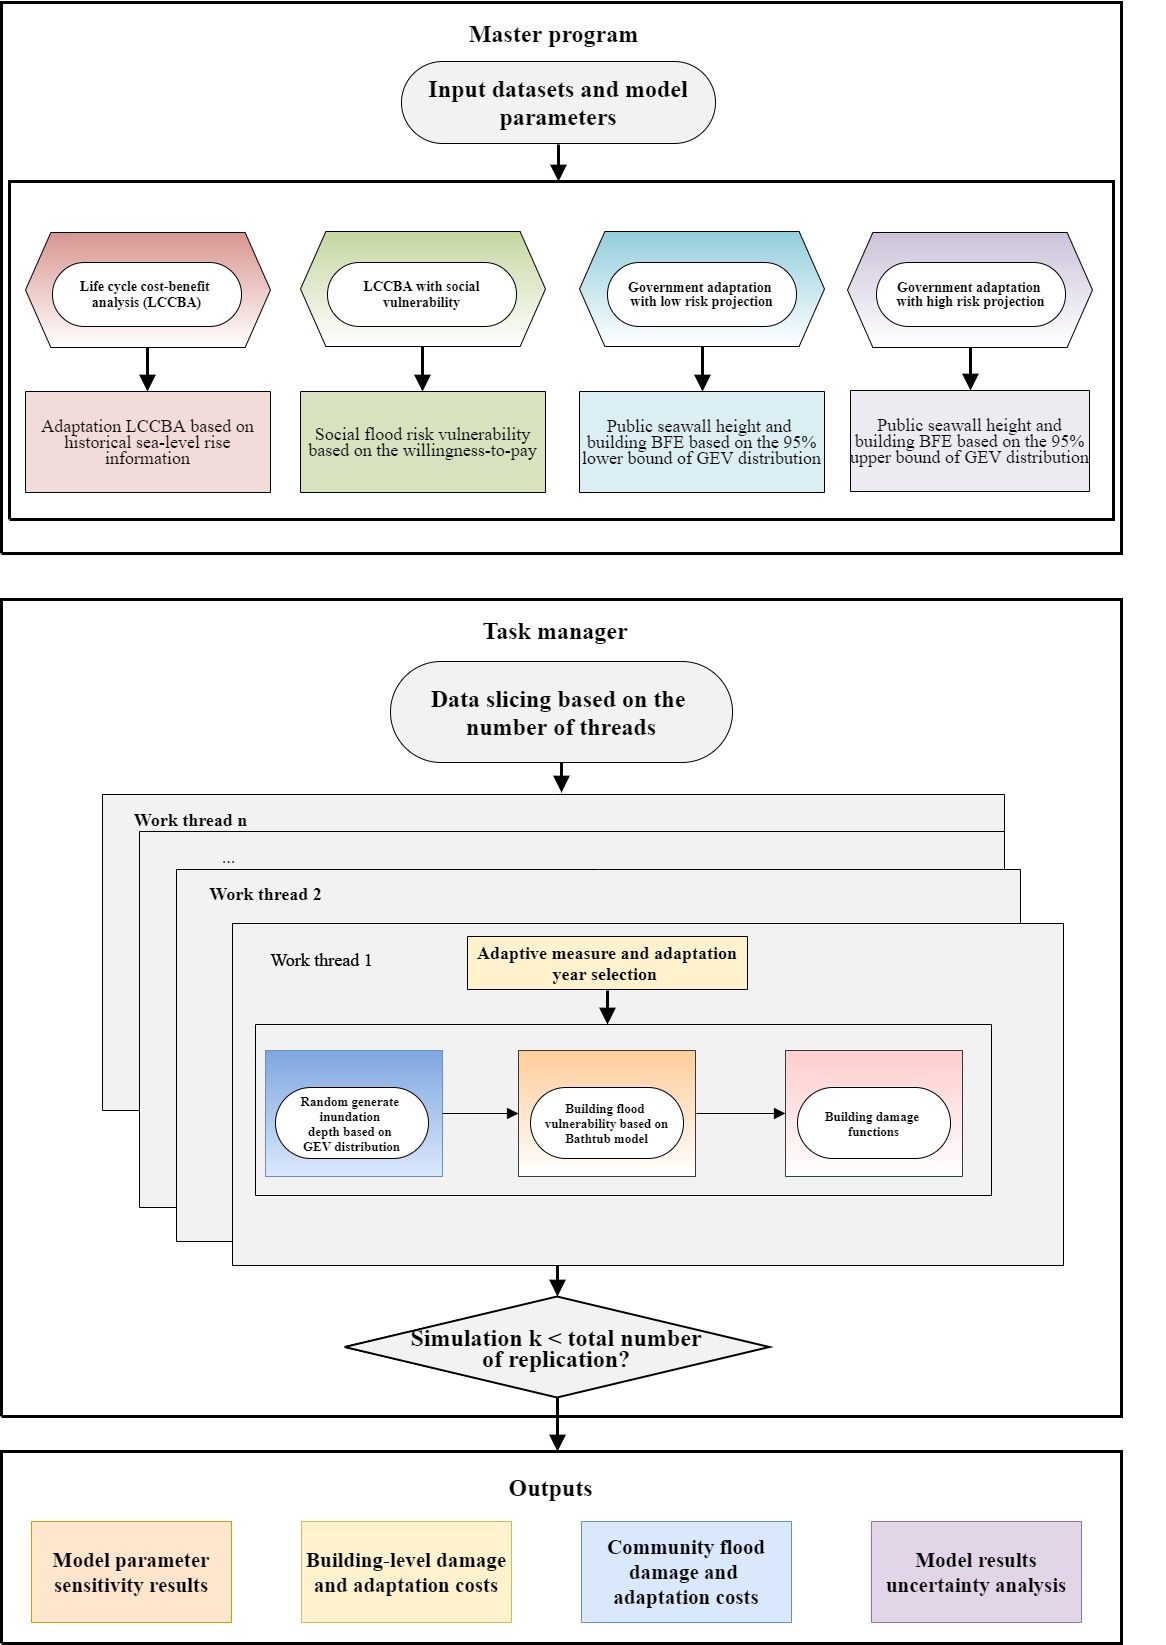 Master program
Input datasets and model
parameters
Life cycle cost-benefit
analysis (LCCBA)
LCCBA with social
vulnerability
Government adaptation
with low risk projection
Government adaptation
with high risk projection
Adaptation LCCBA based on
historical sea-level rise
information
Social flood risk vulnerability
based on the willingness-to-pay
Public seawall height and
building BFE based on the 95%
lower bound of GEV distribution
Public seawall height and
building BFE based on the 95%
upper bound of GEV distribution
Task manager
Data slicing based on the
number of threads
Work thread n
...
Work thread 2
Work thread 1
Adaptive measure and adaptation
year selection
Random generate
inundation
depth based on
GEV distribution
Building flood
vulnerability based on
Bathtub model
Building damage
functions
Simulation k < total number
of replication?
Outputs
Model parameter
sensitivity results
Building-level damage
and adaptation costs
Community flood
damage and
adaptation costs
Model results
uncertainty analysis